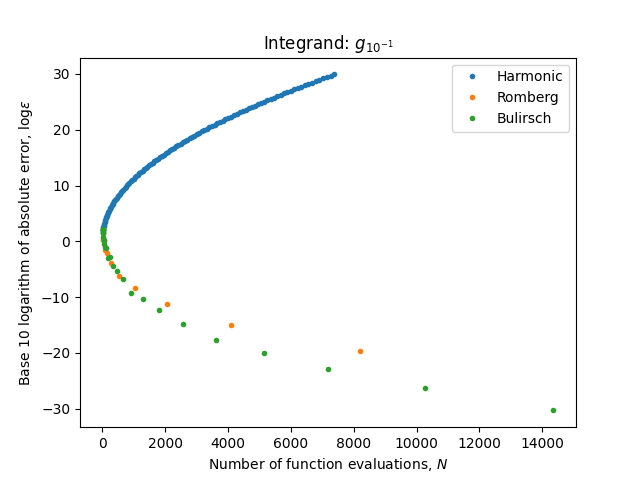 Integrand: g₁₀⁻¹
Base 10 logarithm of absolute error, logε
30
20
10
0
−10
−20
−30
Harmonic
Romberg
Bulirsch
0 2000 4000 6000 8000 10000 12000 14000
Number of function evaluations, N